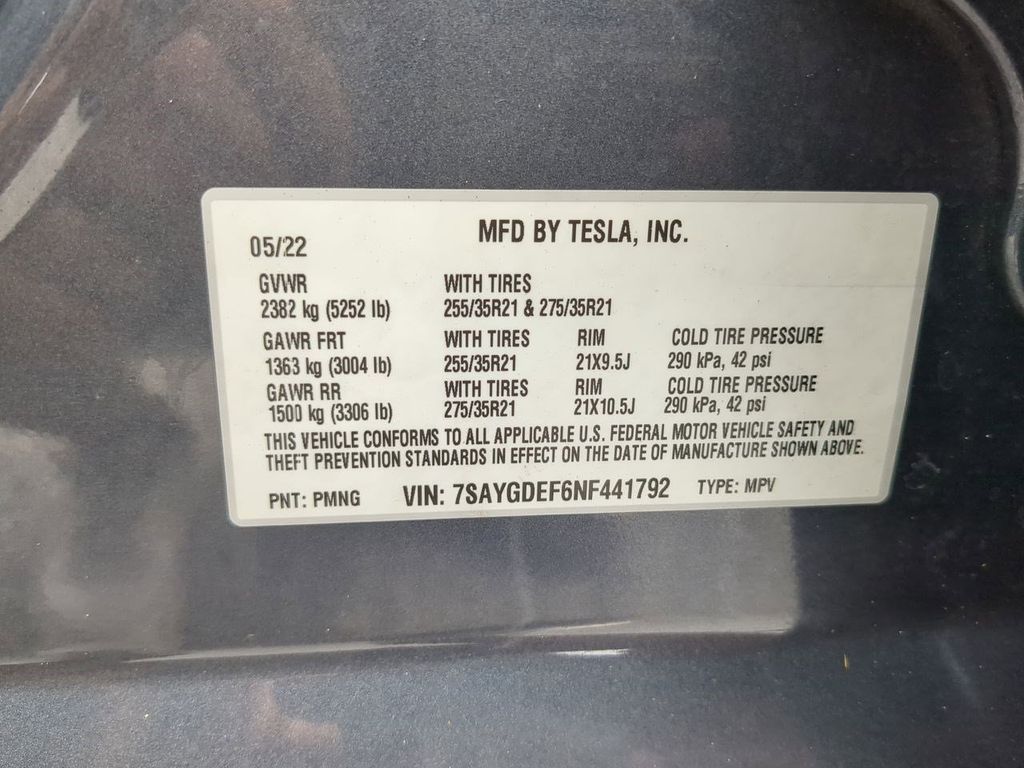 MFD BY TESLA, INC.
05/22
GVWR WITH TIRES
2382 kg (5252 lb) 255/35R21 & 275/35R21
GAWR FRT WITH TIRES RIM COLD TIRE PRESSURE
1363 kg (3004 lb) 255/35R21 21X9.5J 290 kPa, 42 psi
GAWR RR WITH TIRES RIM COLD TIRE PRESSURE
1500 kg (3306 lb) 275/35R21 21X10.5J 290 kPa, 42 psi
THIS VEHICLE CONFORMS TO ALL APPLICABLE U.S. FEDERAL MOTOR VEHICLE SAFETY AND
THEFT PREVENTION STANDARDS IN EFFECT ON THE DATE OF MANUFACTURE SHOWN ABOVE.
PNT: PMNG VIN: 7SAYGDEF6NF441792 TYPE: MPV